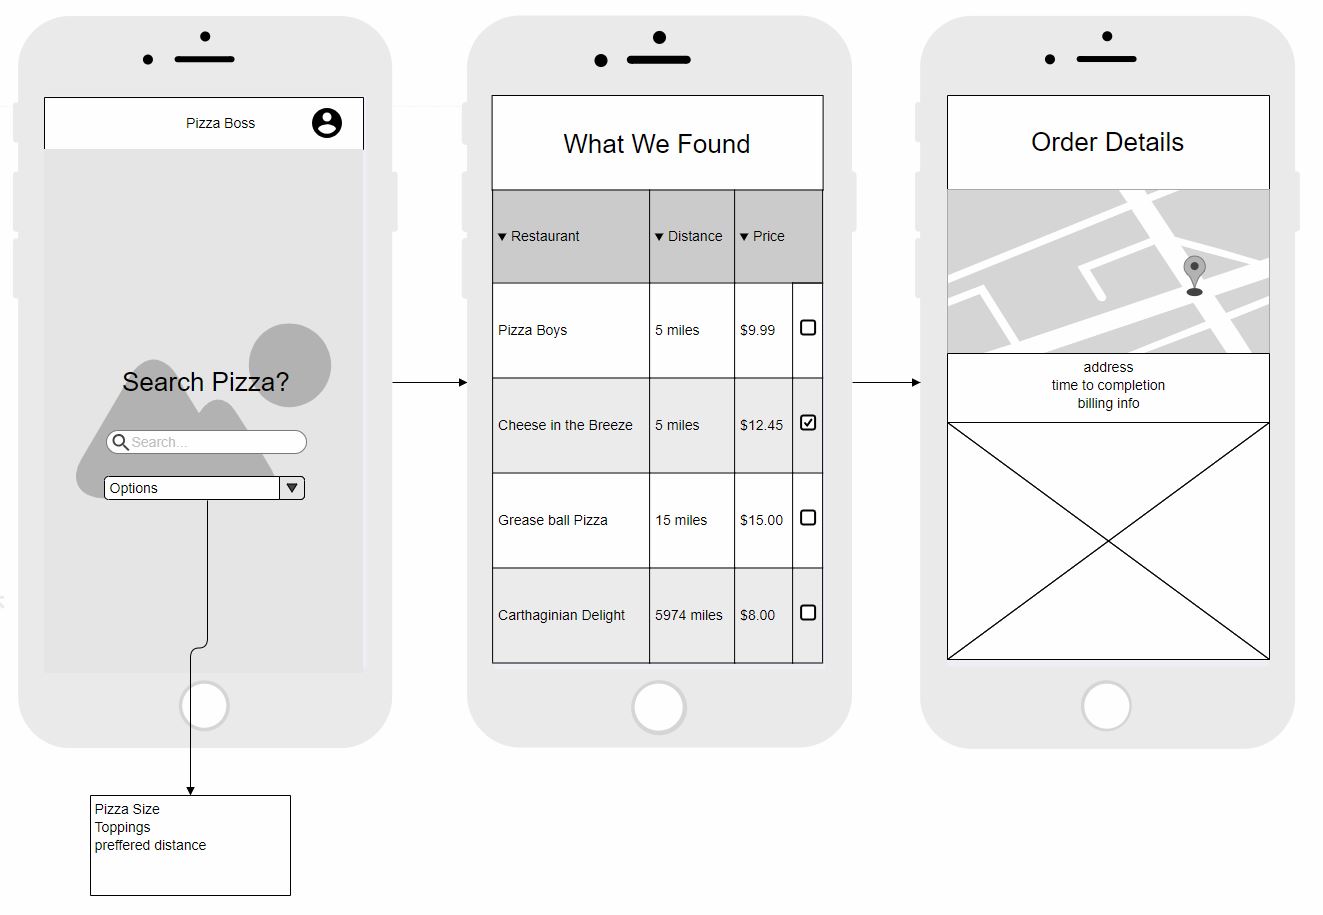 Pizza Boss
Search Pizza?
Search...
Options
Pizza Size
Toppings
preffered distance
What We Found
▼ Restaurant ▼ Distance ▼ Price
Pizza Boys 5 miles $9.99
Cheese in the Breeze 5 miles $12.45
Grease ball Pizza 15 miles $15.00
Carthaginian Delight 5974 miles $8.00
Order Details
address
time to completion
billing info